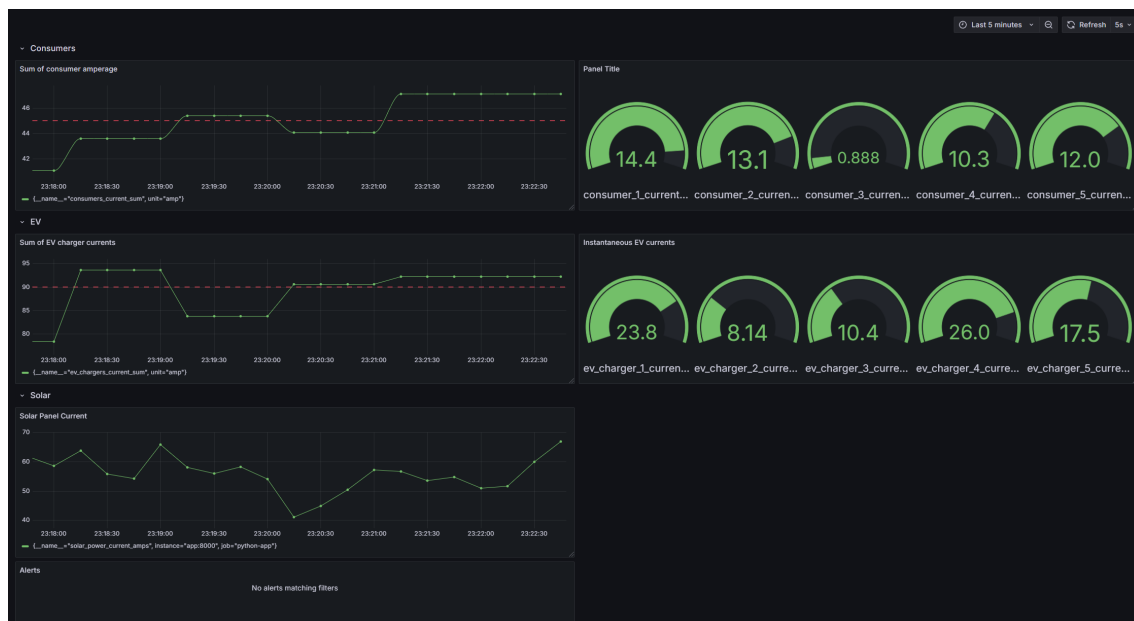 Last 5 minutes
Refresh 5s
Consumers
Sum of consumer amperage
46
44
42
23:18:00 23:18:30 23:19:00 23:19:30 23:20:00 23:20:30 23:21:00 23:21:30 23:22:00 23:22:30
{__name__="consumers_current_sum", unit="amp"}
Panel Title
14.4 13.1 0.888 10.3 12.0
consumer_1_current... consumer_2_curren... consumer_3_curren... consumer_4_curren... consumer_5_curren...
EV
Sum of EV charger currents
95
90
85
80
23:18:00 23:18:30 23:19:00 23:19:30 23:20:00 23:20:30 23:21:00 23:21:30 23:22:00 23:22:30
{__name__="ev_chargers_current_sum", unit="amp"}
Instantaneous EV currents
23.8 8.14 10.4 26.0 17.5
ev_charger_1_curren... ev_charger_2_curre... ev_charger_3_curre... ev_charger_4_curre... ev_charger_5_curre...
Solar
Solar Panel Current
70
60
50
40
23:18:00 23:18:30 23:19:00 23:19:30 23:20:00 23:20:30 23:21:00 23:21:30 23:22:00 23:22:30
{__name__="solar_power_current_amps", instance="app:8000", job="python-app"}
Alerts
No alerts matching filters